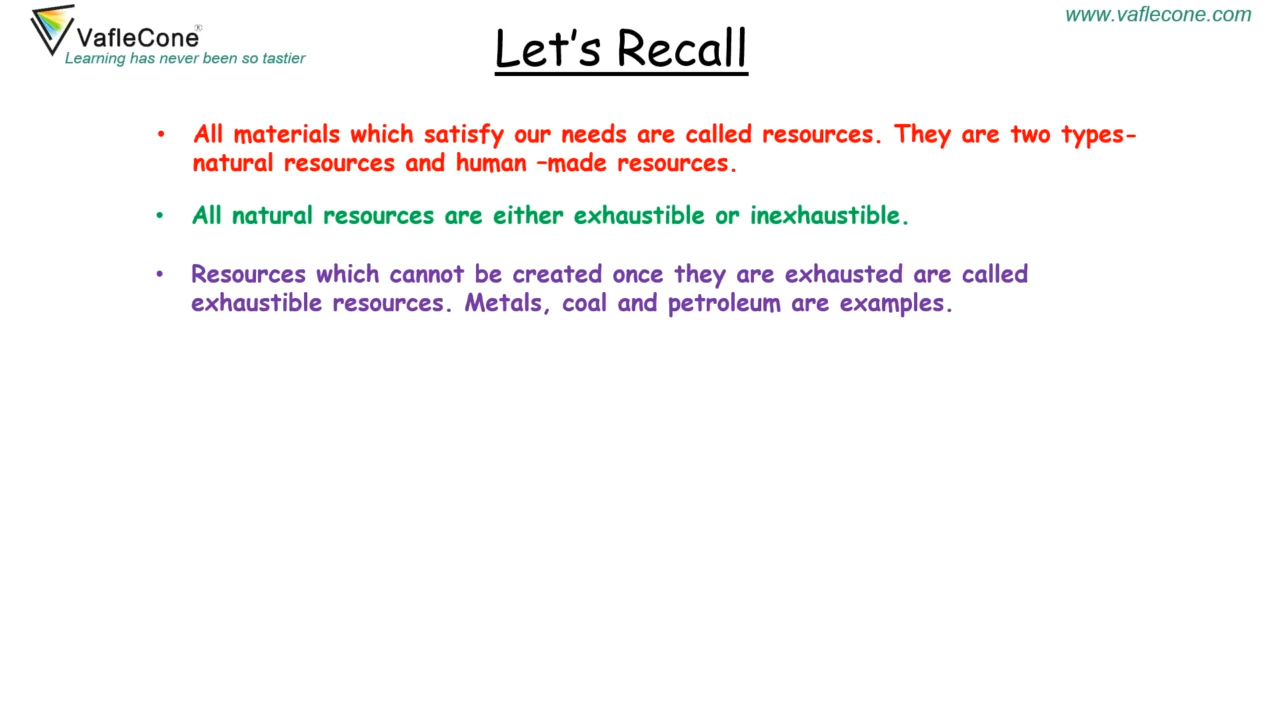 VafleCone®
Learning has never been so tastier
www.vaflecone.com
Let's Recall
• All materials which satisfy our needs are called resources. They are two types-
natural resources and human –made resources.
• All natural resources are either exhaustible or inexhaustible.
• Resources which cannot be created once they are exhausted are called
exhaustible resources. Metals, coal and petroleum are examples.